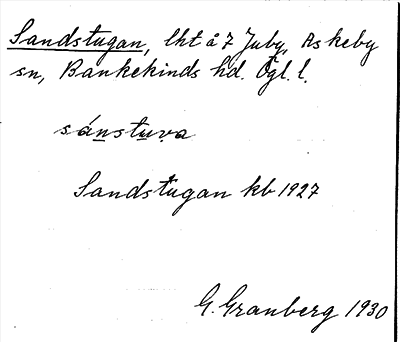 Sandstugan, lht å 7 Juby, Askeby
sn, Bankekinds hd. Ögl. l.
sánstuva
Sandstugan kb 1927
G. Granberg 1930